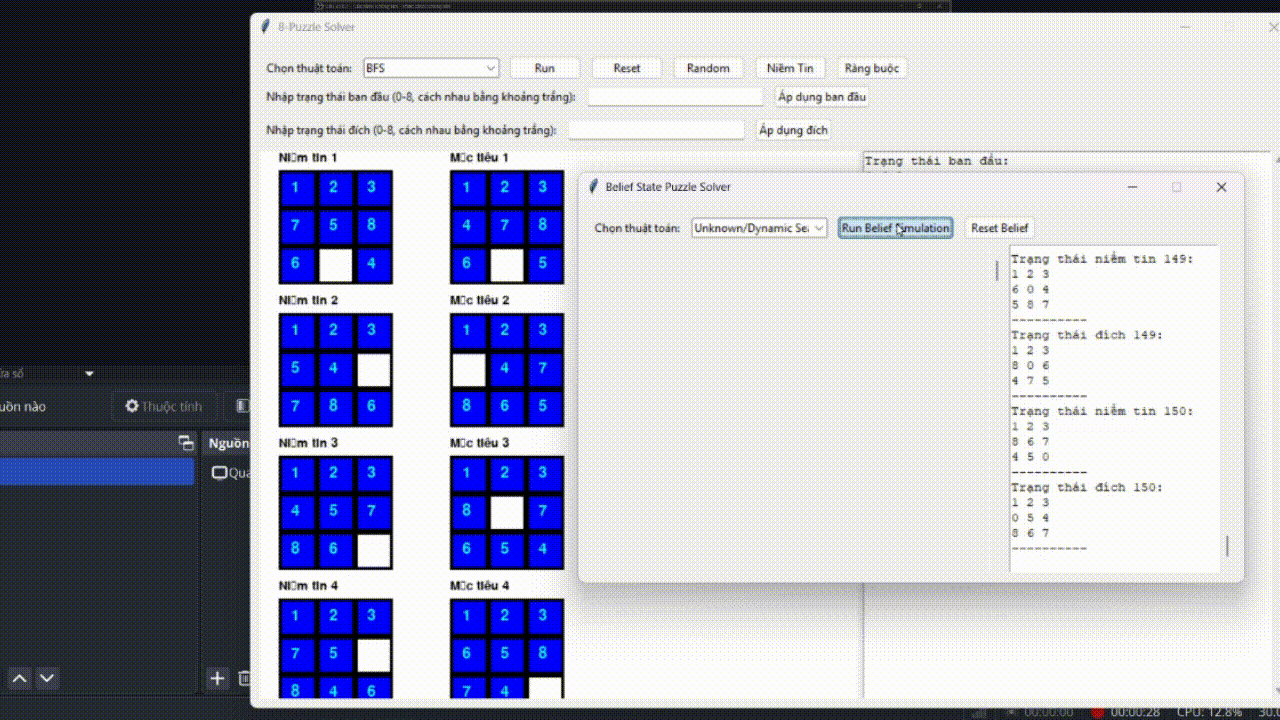 8-Puzzle Solver
Chọn thuật toán: BFS Run Reset Random Niềm Tin Ràng buộc
Nhập trạng thái ban đầu (0-8, cách nhau bằng khoảng trắng): Áp dụng ban đầu
Nhập trạng thái đích (0-8, cách nhau bằng khoảng trắng): Áp dụng đích
Ni▯m tin 1 M▯c tiêu 1
1 2 3 1 2 3
7 5 8 4 7 8
6 4 6 5
Ni▯m tin 2 M▯c tiêu 2
1 2 3 1 2 3
5 4 4 7
7 8 6 8 6 5
Ni▯m tin 3 M▯c tiêu 3
1 2 3 1 2 3
4 5 7 8 7
8 6 6 5 4
Ni▯m tin 4 M▯c tiêu 4
1 2 3 1 2 3
7 5 6 5 8
8 4 6 7 4
Trạng thái ban đầu:
Belief State Puzzle Solver
Chọn thuật toán: Unknown/Dynamic Sea Run Belief Simulation Reset Belief
Trạng thái niềm tin 149:
1 2 3
6 0 4
5 8 7
----------
Trạng thái đích 149:
1 2 3
8 0 6
4 7 5
----------
Trạng thái niềm tin 150:
1 2 3
8 6 7
4 5 0
----------
Trạng thái đích 150:
1 2 3
0 5 4
8 6 7
----------
ửa sổ
uồn nào Thuộc tính
Nguồn
Qua
00:00:00 00:00:28 CPU: 12.8% 30.0